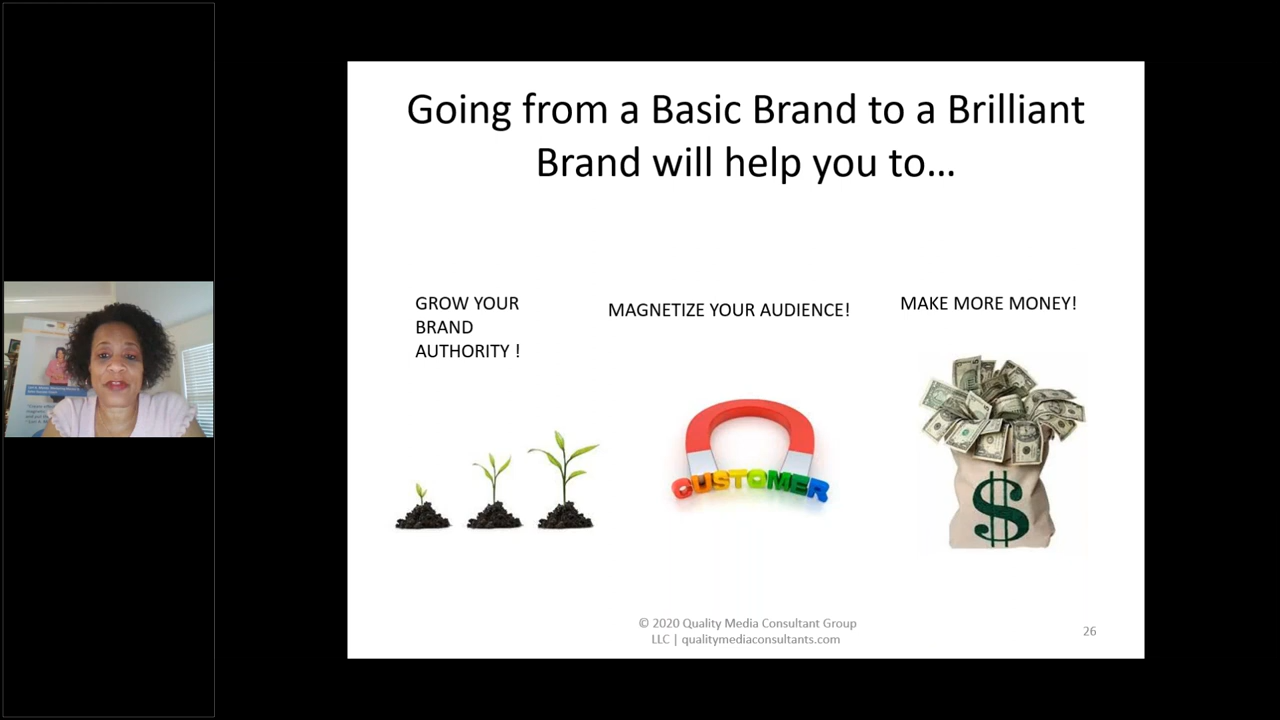 Going from a Basic Brand to a Brilliant
Brand will help you to…
GROW YOUR
BRAND
AUTHORITY !
MAGNETIZE YOUR AUDIENCE!
MAKE MORE MONEY!
CUSTOMER
$
© 2020 Quality Media Consultant Group
LLC | qualitymediaconsultants.com
26